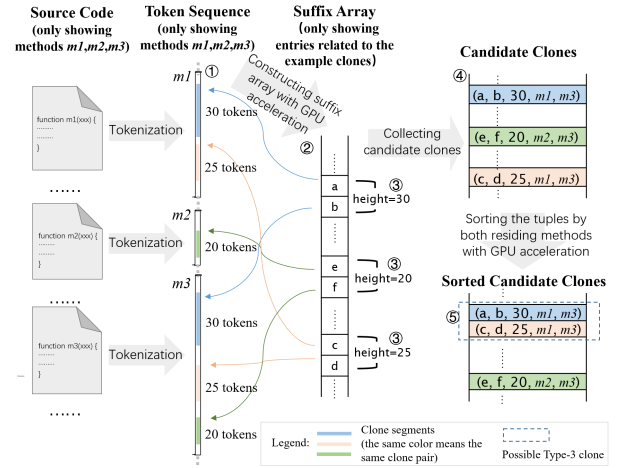 Source Code
(only showing
methods m1,m2,m3)
Token Sequence
(only showing
methods m1,m2,m3)
Suffix Array
(only showing
entries related to the
example clones)
function m1(xxx) {
........
........
}
Tokenization
......
function m2(xxx) {
........
........
}
Tokenization
function m3(xxx) {
........
........
}
Tokenization
......
m1
①
30 tokens
25 tokens
m2
20 tokens
m3
30 tokens
25 tokens
20 tokens
Constructing suffix
array with GPU
acceleration
②
a
b
③
height=30
e
f
③
height=20
c
d
③
height=25
Collecting
candidate clones
Candidate Clones
④
(a, b, 30, m1, m3)
(e, f, 20, m2, m3)
(c, d, 25, m1, m3)
Sorting the tuples by
both residing methods
with GPU acceleration
Sorted Candidate Clones
⑤
(a, b, 30, m1, m3)
(c, d, 25, m1, m3)
(e, f, 20, m2, m3)
Legend:
Clone segments
(the same color means the
same clone pair)
Possible Type-3 clone